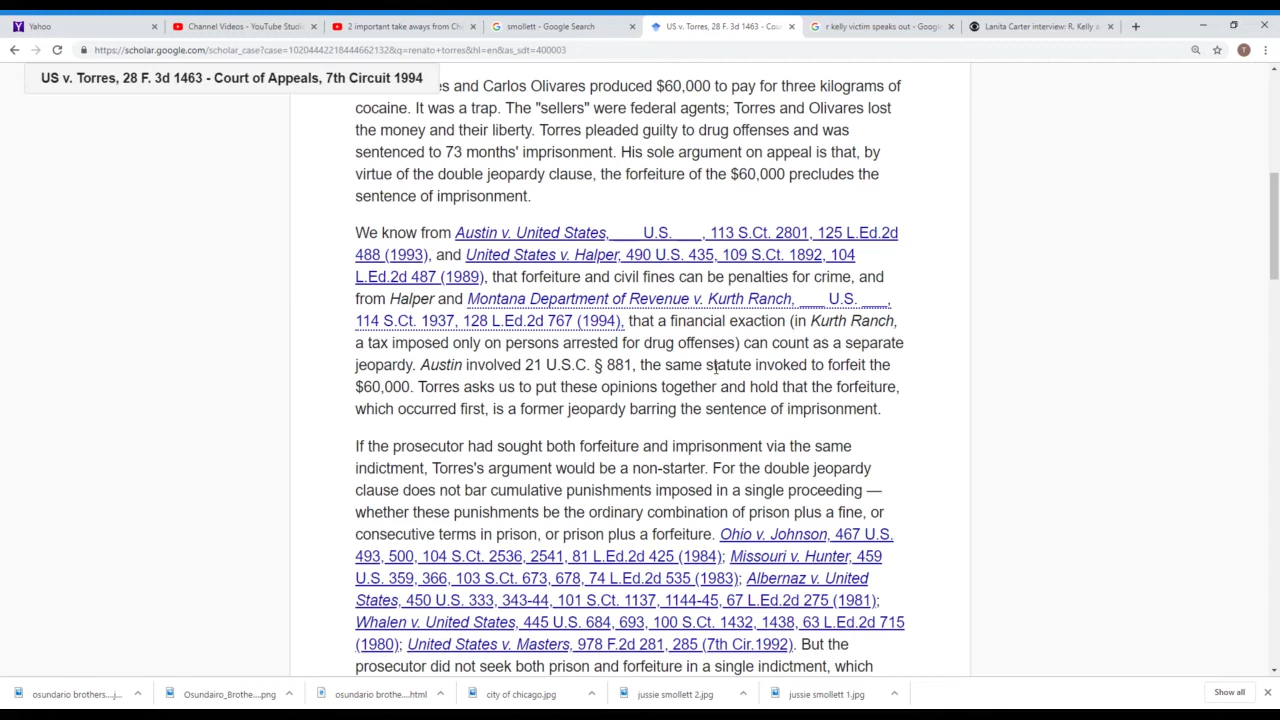 Yahoo
Channel Videos - YouTube Studio
2 important take aways from Che
smollett - Google Search
US v. Torres, 28 F. 3d 1463 - Cour
r kelly victim speaks out - Google
Lanita Carter interview: R. Kelly a
https://scholar.google.com/scholar_case?case=10204442218444662132&q=renato+torres&hl=en&as_sdt=400003
T
US v. Torres, 28 F. 3d 1463 - Court of Appeals, 7th Circuit 1994
es and Carlos Olivares produced $60,000 to pay for three kilograms of
cocaine. It was a trap. The "sellers" were federal agents; Torres and Olivares lost
the money and their liberty. Torres pleaded guilty to drug offenses and was
sentenced to 73 months' imprisonment. His sole argument on appeal is that, by
virtue of the double jeopardy clause, the forfeiture of the $60,000 precludes the
sentence of imprisonment.
We know from Austin v. United States, ___ U.S. ___, 113 S.Ct. 2801, 125 L.Ed.2d
488 (1993), and United States v. Halper, 490 U.S. 435, 109 S.Ct. 1892, 104
L.Ed.2d 487 (1989), that forfeiture and civil fines can be penalties for crime, and
from Halper and Montana Department of Revenue v. Kurth Ranch, ___ U.S. ___,
114 S.Ct. 1937, 128 L.Ed.2d 767 (1994), that a financial exaction (in Kurth Ranch,
a tax imposed only on persons arrested for drug offenses) can count as a separate
jeopardy. Austin involved 21 U.S.C. § 881, the same statute invoked to forfeit the
$60,000. Torres asks us to put these opinions together and hold that the forfeiture,
which occurred first, is a former jeopardy barring the sentence of imprisonment.
If the prosecutor had sought both forfeiture and imprisonment via the same
indictment, Torres's argument would be a non-starter. For the double jeopardy
clause does not bar cumulative punishments imposed in a single proceeding —
whether these punishments be the ordinary combination of prison plus a fine, or
consecutive terms in prison, or prison plus a forfeiture. Ohio v. Johnson, 467 U.S.
493, 500, 104 S.Ct. 2536, 2541, 81 L.Ed.2d 425 (1984); Missouri v. Hunter, 459
U.S. 359, 366, 103 S.Ct. 673, 678, 74 L.Ed.2d 535 (1983); Albernaz v. United
States, 450 U.S. 333, 343-44, 101 S.Ct. 1137, 1144-45, 67 L.Ed.2d 275 (1981);
Whalen v. United States, 445 U.S. 684, 693, 100 S.Ct. 1432, 1438, 63 L.Ed.2d 715
(1980); United States v. Masters, 978 F.2d 281, 285 (7th Cir.1992). But the
prosecutor did not seek both prison and forfeiture in a single indictment, which
osundario brothers....j...
Osundairo_Brothe....png
osundario brothe....html
city of chicago.jpg
jussie smollett 2.jpg
jussie smollett 1.jpg
Show all